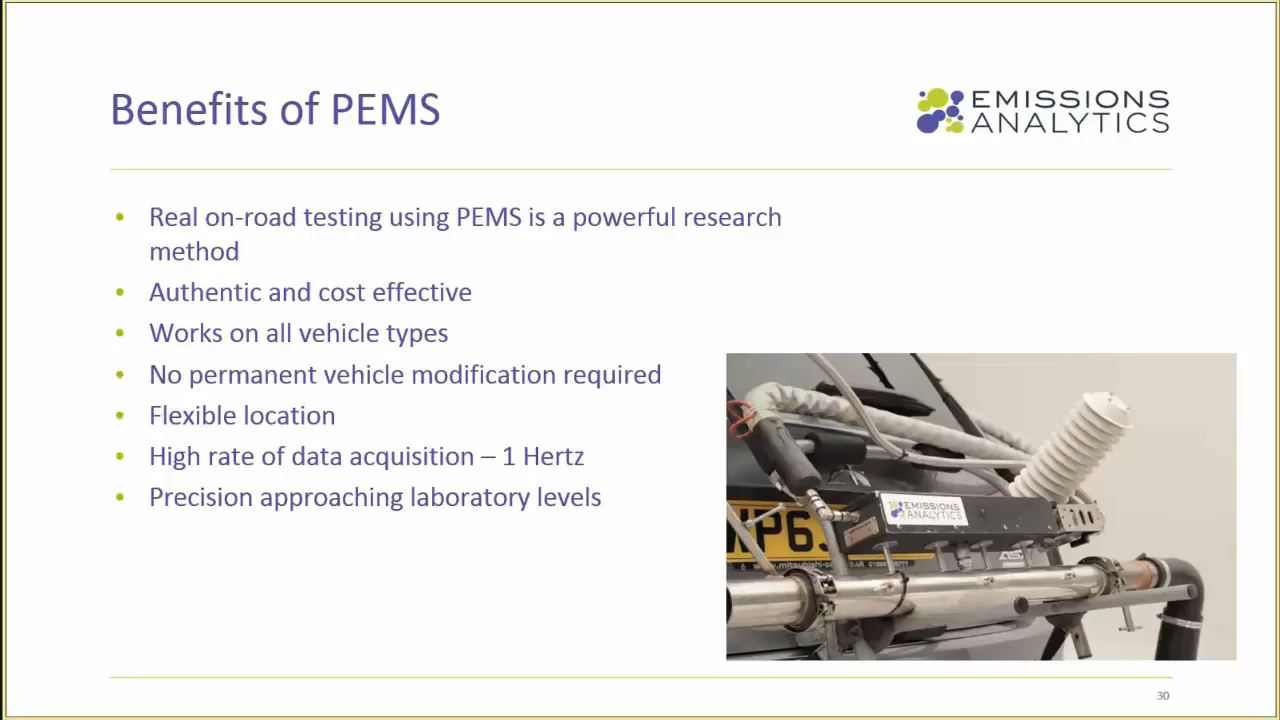 Benefits of PEMS
EMISSIONS
ANALYTICS
• Real on-road testing using PEMS is a powerful research
method
• Authentic and cost effective
• Works on all vehicle types
• No permanent vehicle modification required
• Flexible location
• High rate of data acquisition – 1 Hertz
• Precision approaching laboratory levels
EMISSIONS
ANALYTICS
30